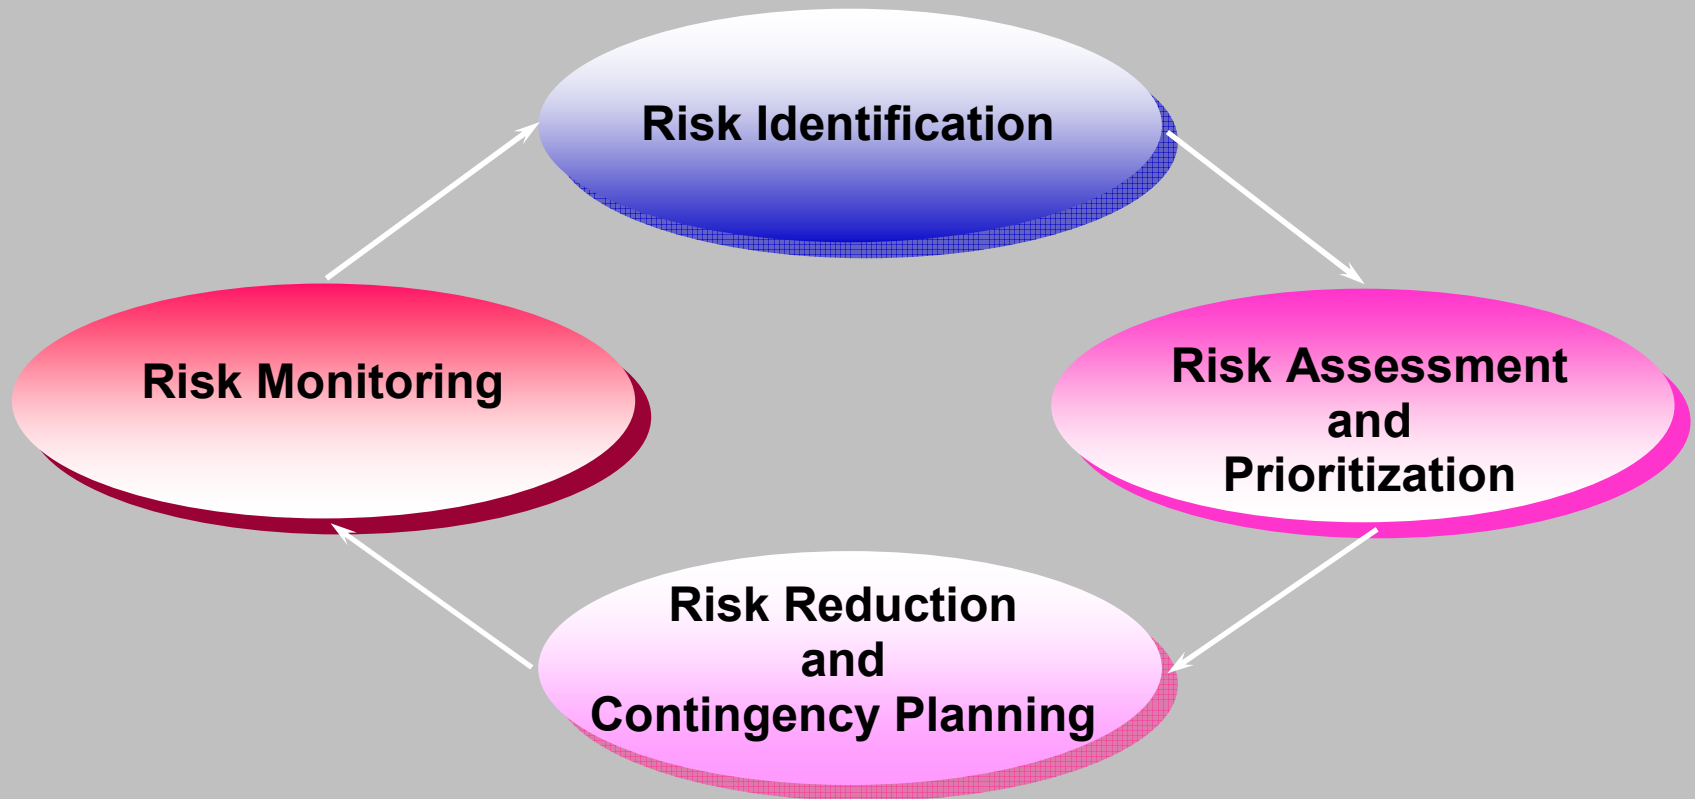 Risk Identification
Risk Monitoring
Risk Assessment
and
Prioritization
Risk Reduction
and
Contingency Planning